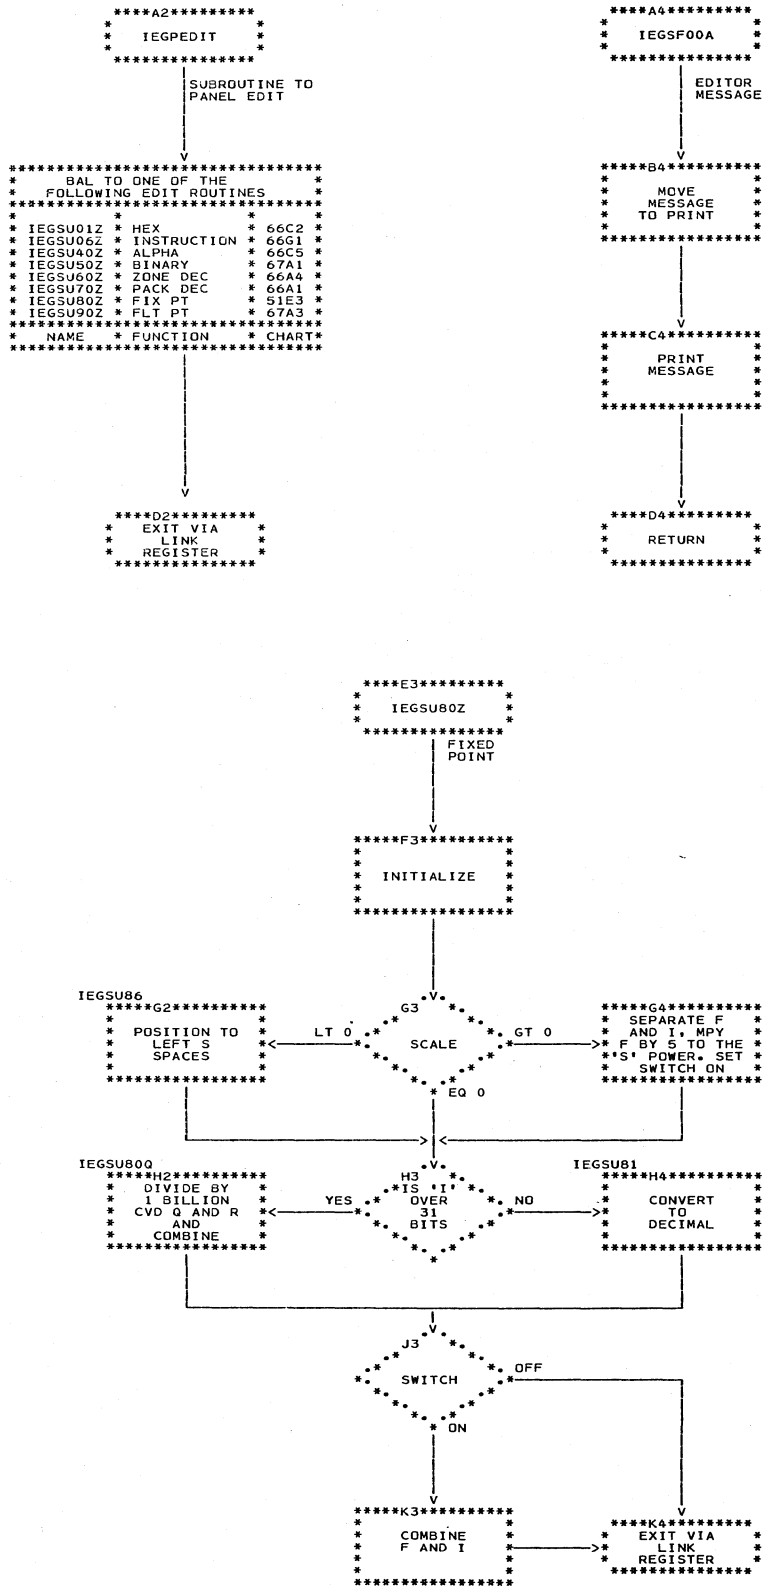 A2
IEGPEDIT
SUBROUTINE TO
PANEL EDIT
BAL TO ONE OF THE
FOLLOWING EDIT ROUTINES
IEGSU01Z * HEX * 66C2
IEGSU06Z * INSTRUCTION * 66G1
IEGSU40Z * ALPHA * 66C5
IEGSU50Z * BINARY * 67A1
IEGSU60Z * ZONE DEC * 66A4
IEGSU70Z * PACK DEC * 66A1
IEGSU80Z * FIX PT * 51E3
IEGSU90Z * FLT PT * 67A3
NAME * FUNCTION * CHART
D2
EXIT VIA
LINK
REGISTER
A4
IEGSF00A
EDITOR
MESSAGE
B4
MOVE
MESSAGE
TO PRINT
C4
PRINT
MESSAGE
D4
RETURN
E3
IEGSU80Z
FIXED
POINT
F3
INITIALIZE
G3
SCALE
LT 0
GT 0
EQ 0
IEGSU86
G2
POSITION TO
LEFT S
SPACES
G4
SEPARATE F
AND I, MPY
F BY 5 TO THE
'S' POWER. SET
SWITCH ON
H3
IS 'I'
OVER
31
BITS
YES
NO
IEGSU80Q
H2
DIVIDE BY
1 BILLION
CVD Q AND R
AND
COMBINE
IEGSU81
H4
CONVERT
TO
DECIMAL
J3
SWITCH
OFF
ON
K3
COMBINE
F AND I
K4
EXIT VIA
LINK
REGISTER